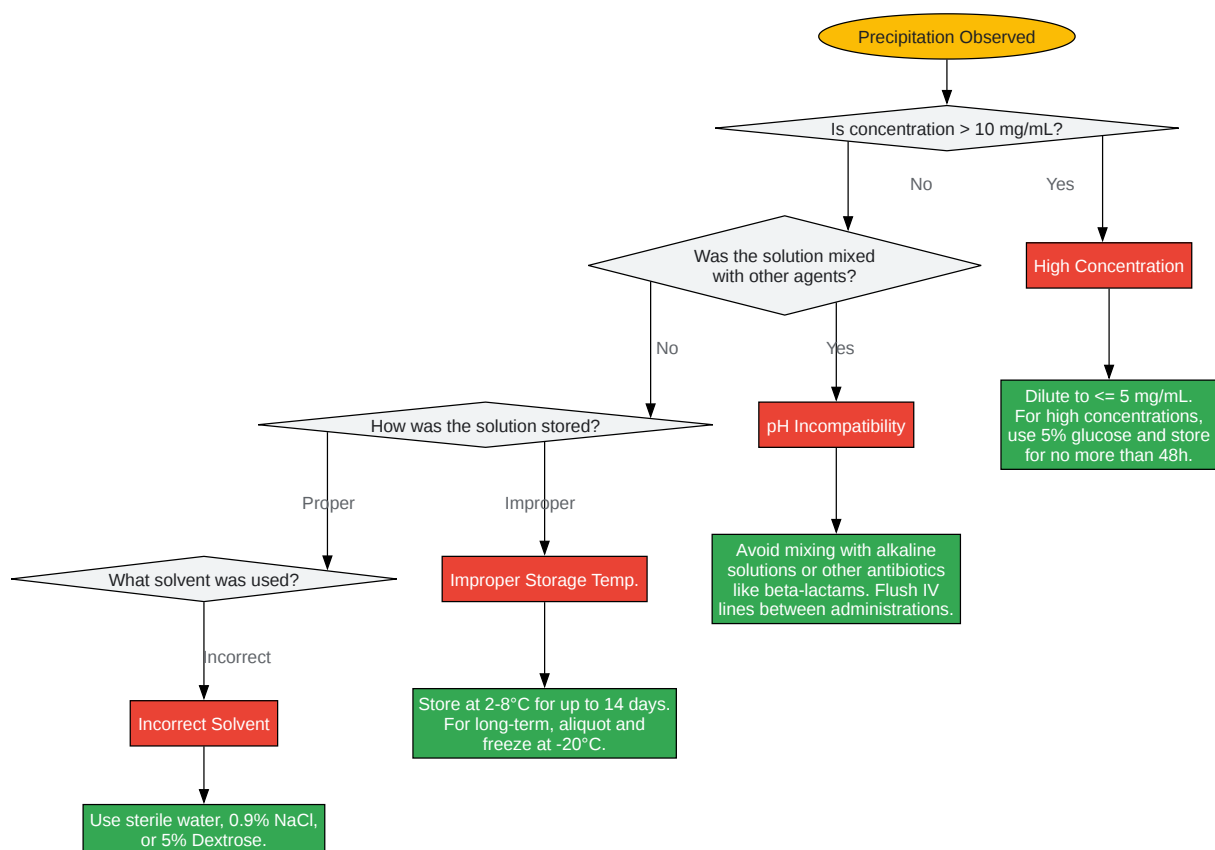 Precipitation Observed
Is concentration > 10 mg/mL?
No
Yes
Was the solution mixed
with other agents?
High Concentration
No
Yes
Dilute to <= 5 mg/mL.
For high concentrations,
use 5% glucose and store
for no more than 48h.
How was the solution stored?
pH Incompatibility
Proper
Improper
Avoid mixing with alkaline
solutions or other antibiotics
like beta-lactams. Flush IV
lines between administrations.
What solvent was used?
Improper Storage Temp.
Incorrect
Store at 2-8°C for up to 14 days.
For long-term, aliquot and
freeze at -20°C.
Incorrect Solvent
Use sterile water, 0.9% NaCl,
or 5% Dextrose.